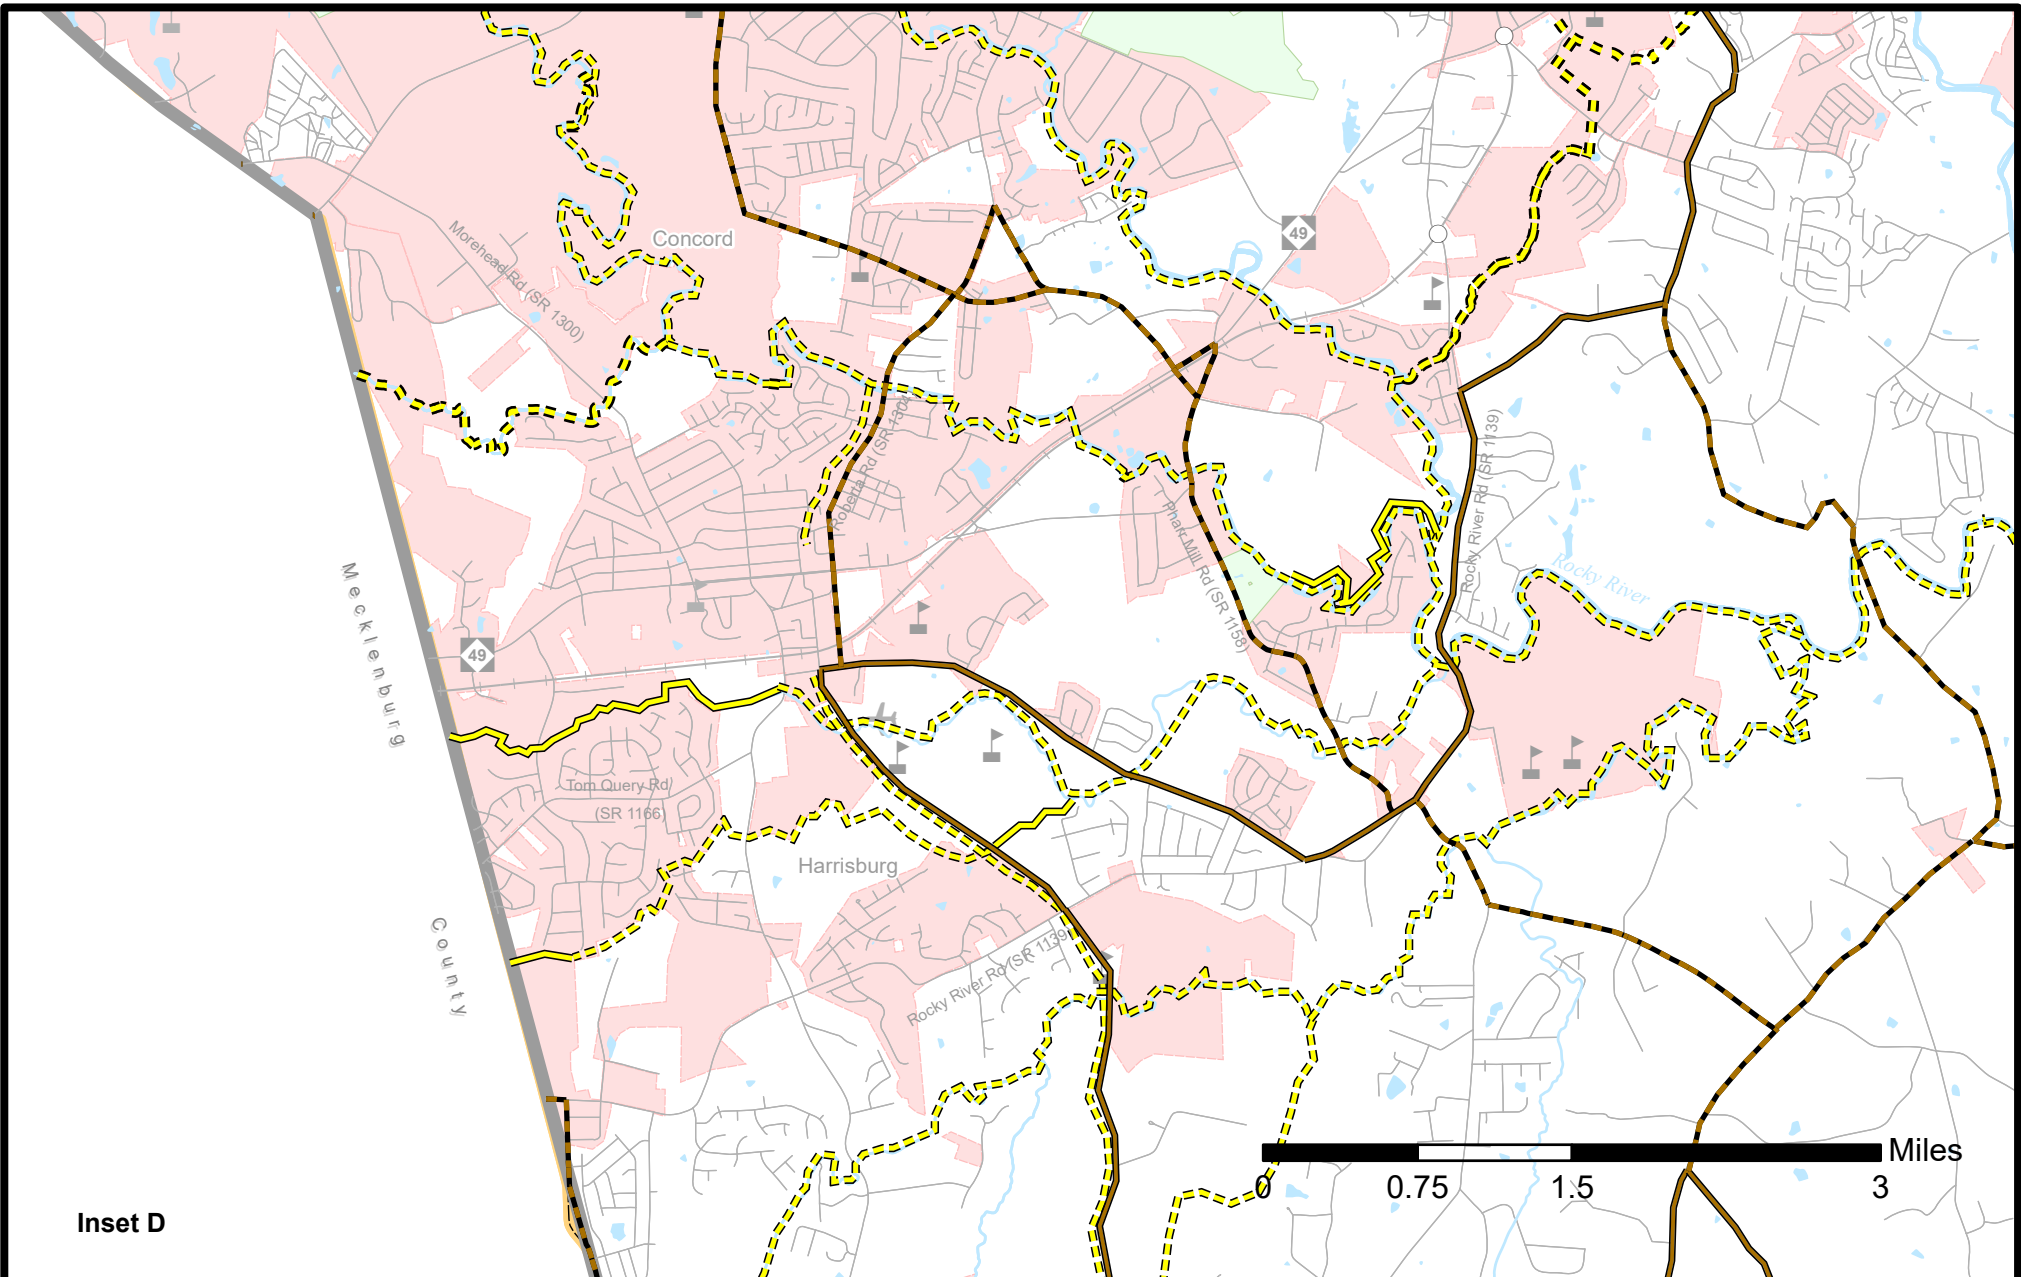 Concord
49
Morehead Rd (SR 1300)
Roberta Rd (SR 1304)
Rocky River Rd (SR 1139)
Pharr Mill Rd (SR 1158)
Rocky River
Mecklenburg
49
Tom Query Rd
(SR 1166)
Harrisburg
Rocky River Rd (SR 1139)
County
Miles
0 0.75 1.5 3
Inset D